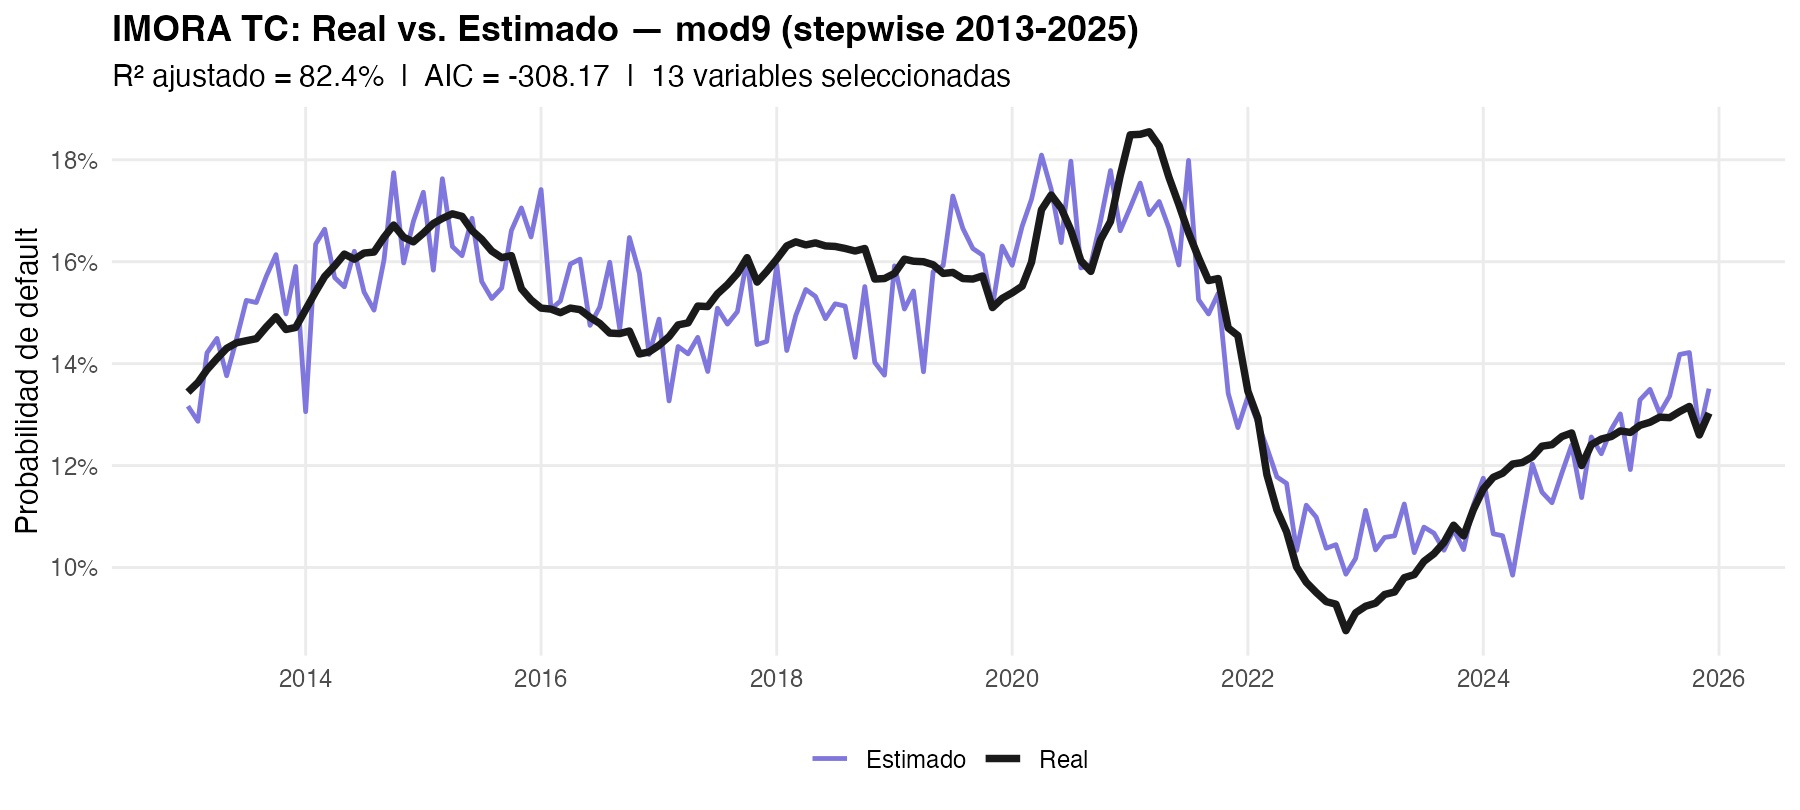 IMORA TC: Real vs. Estimado — mod9 (stepwise 2013-2025)
R² ajustado = 82.4% | AIC = -308.17 | 13 variables seleccionadas
Probabilidad de default
18%
16%
14%
12%
10%
2014 2016 2018 2020 2022 2024 2026
Estimado Real